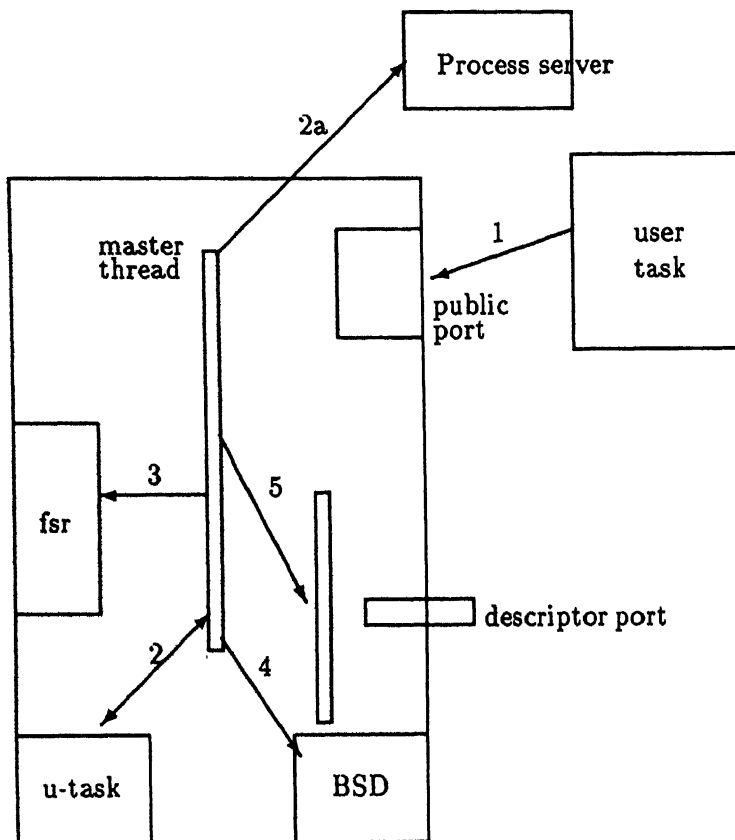 Process server
2a
user
task
1
master
thread
public
port
3
5
fsr
descriptor port
2
4
u-task
BSD